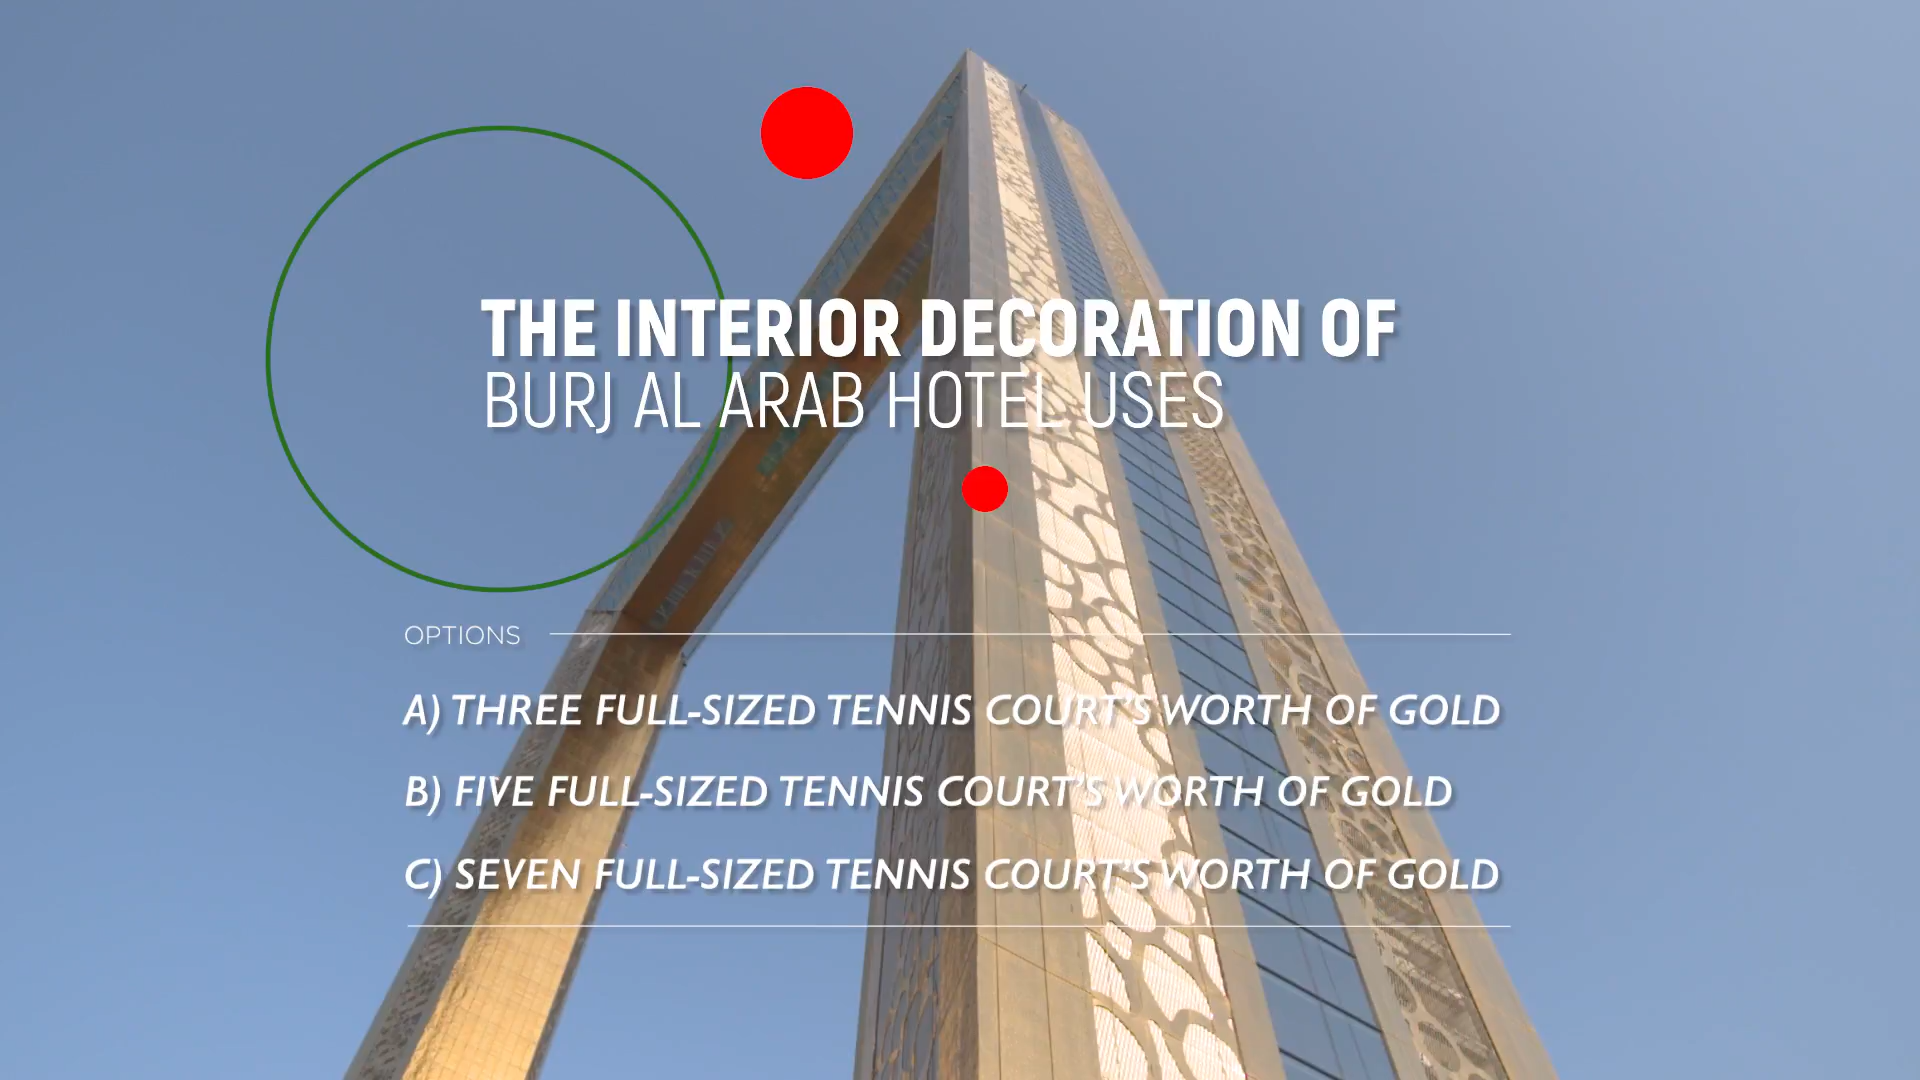 THE INTERIOR DECORATION OF
BURJ AL ARAB HOTEL USES
OPTIONS
A) THREE FULL-SIZED TENNIS COURT'S WORTH OF GOLD
B) FIVE FULL-SIZED TENNIS COURT'S WORTH OF GOLD
C) SEVEN FULL-SIZED TENNIS COURT'S WORTH OF GOLD